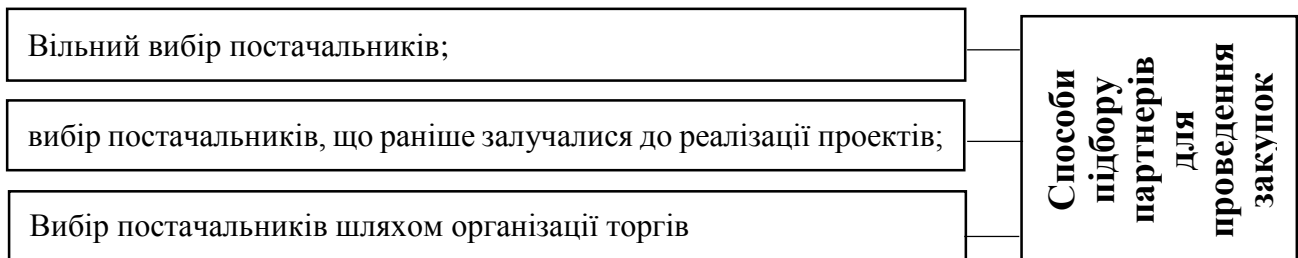 Вільний вибір постачальників;
вибір постачальників, що раніше залучалися до реалізації проектів;
Вибір постачальників шляхом організації торгів
Способи
підбору
партнерів
для
проведення
закупок